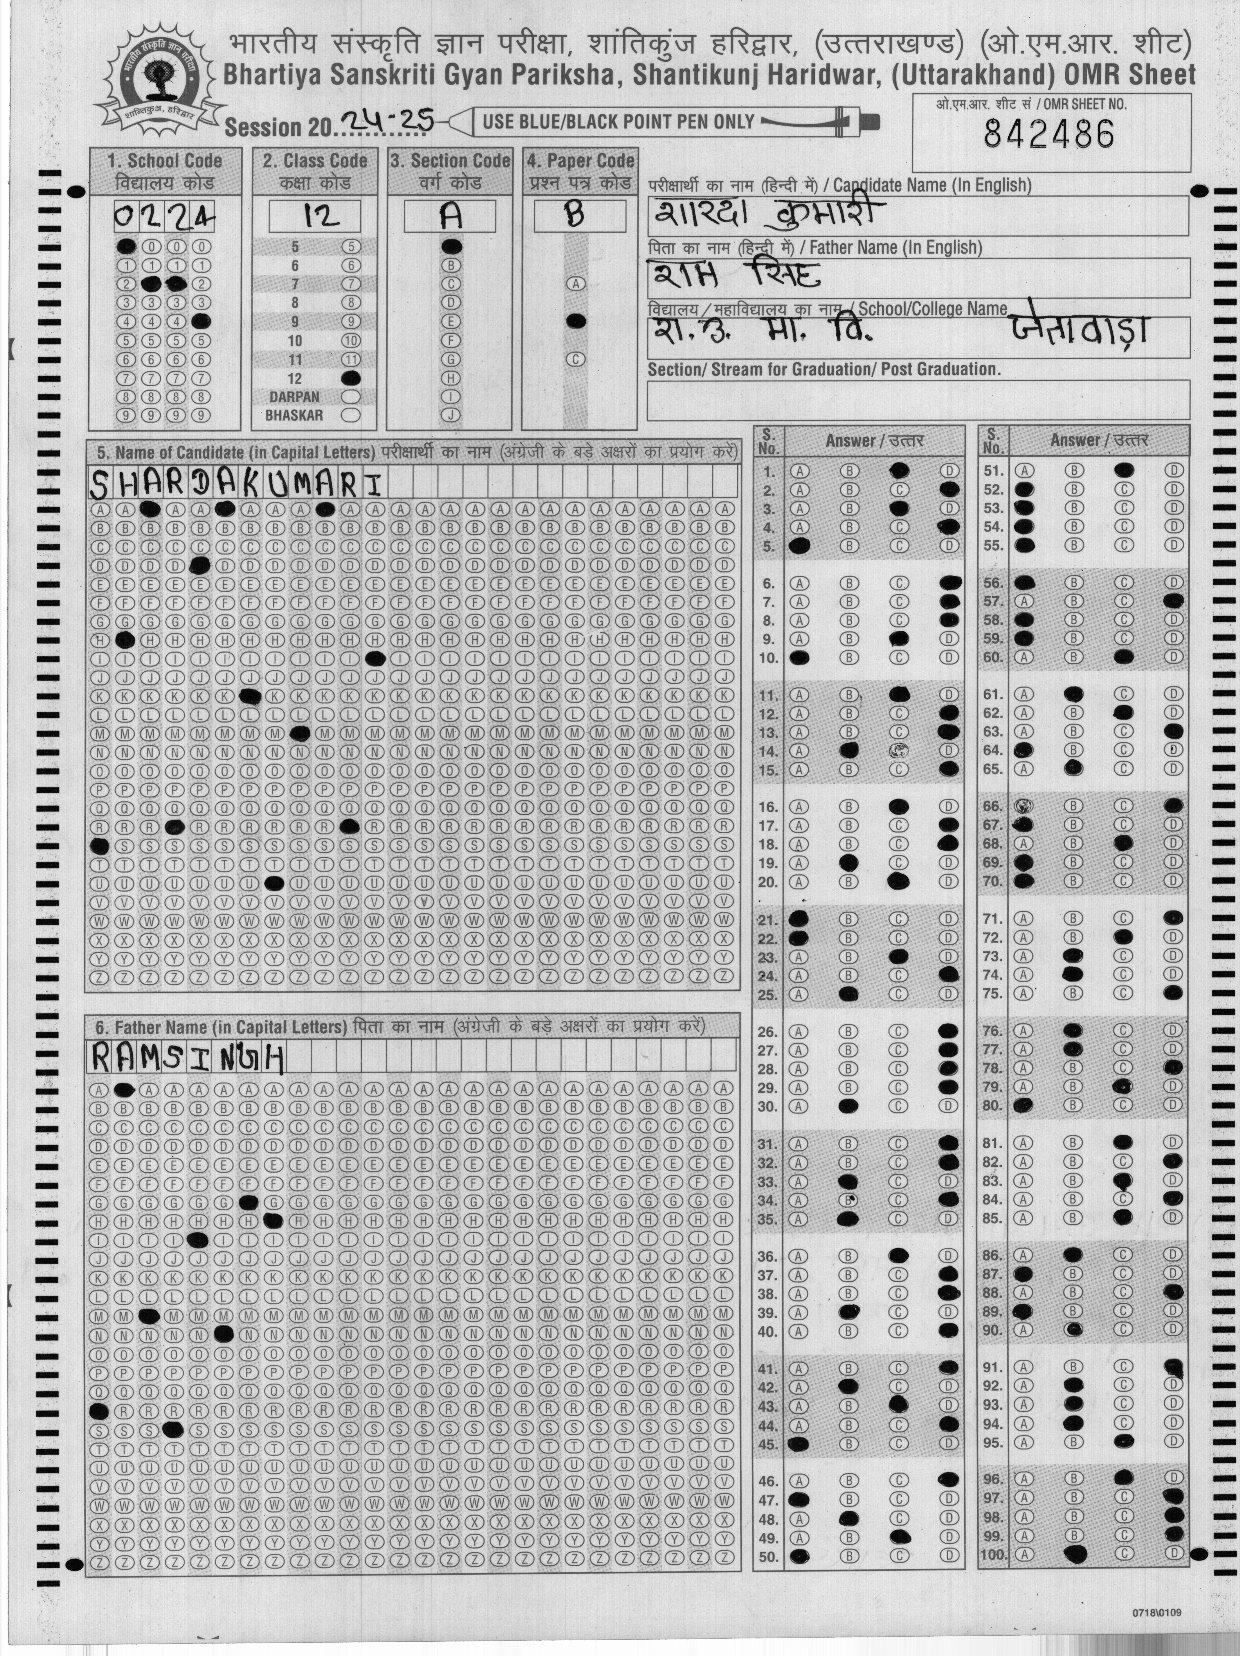 भारतीय संस्कृति ज्ञान परीक्षा, शांतिकुंज हरिद्वार, (उत्तराखण्ड) (ओ.एम.आर. शीट)
Bhartiya Sanskriti Gyan Pariksha, Shantikunj Haridwar, (Uttarakhand) OMR Sheet
Session 20 24-25
USE BLUE/BLACK POINT PEN ONLY
ओ.एम.आर. शीट सं / OMR SHEET NO.
842486
1. School Code
विद्यालय कोड
0224
2. Class Code
कक्षा कोड
12
5
6
7
8
9
10
11
12
DARPAN
BHASKAR
3. Section Code
वर्ग कोड
A
4. Paper Code
प्रश्न पत्र कोड
B
परीक्षार्थी का नाम (हिन्दी में) / Candidate Name (In English)
शारदा कुमारी
पिता का नाम (हिन्दी में) / Father Name (In English)
राम सिंह
विद्यालय / महाविद्यालय का नाम / School/College Name
रा.उ. मा. वि. जेतावाड़ा
Section/ Stream for Graduation/ Post Graduation.
5. Name of Candidate (in Capital Letters) परीक्षार्थी का नाम (अंग्रेजी के बड़े अक्षरों का प्रयोग करें)
SHARDAKUMARI
6. Father Name (in Capital Letters) पिता का नाम (अंग्रेजी के बड़े अक्षरों का प्रयोग करें)
RAMSINGH
S. No. Answer / उत्तर
S. No. Answer / उत्तर
0718\0109